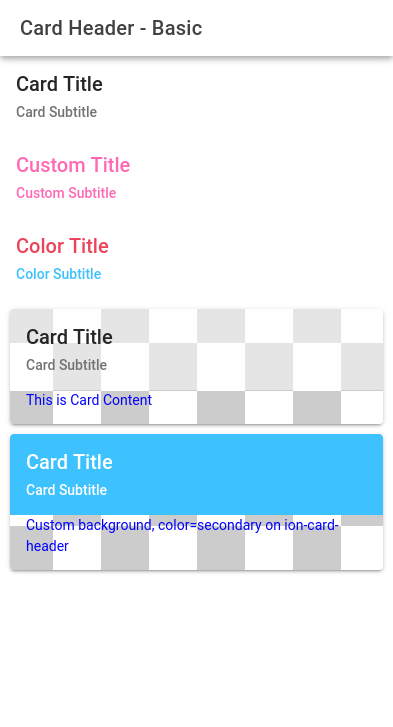 Card Header - Basic
Card Title
Card Subtitle
Custom Title
Custom Subtitle
Color Title
Color Subtitle
Card Title
Card Subtitle
This is Card Content
Card Title
Card Subtitle
Custom background, color=secondary on ion-card-
header